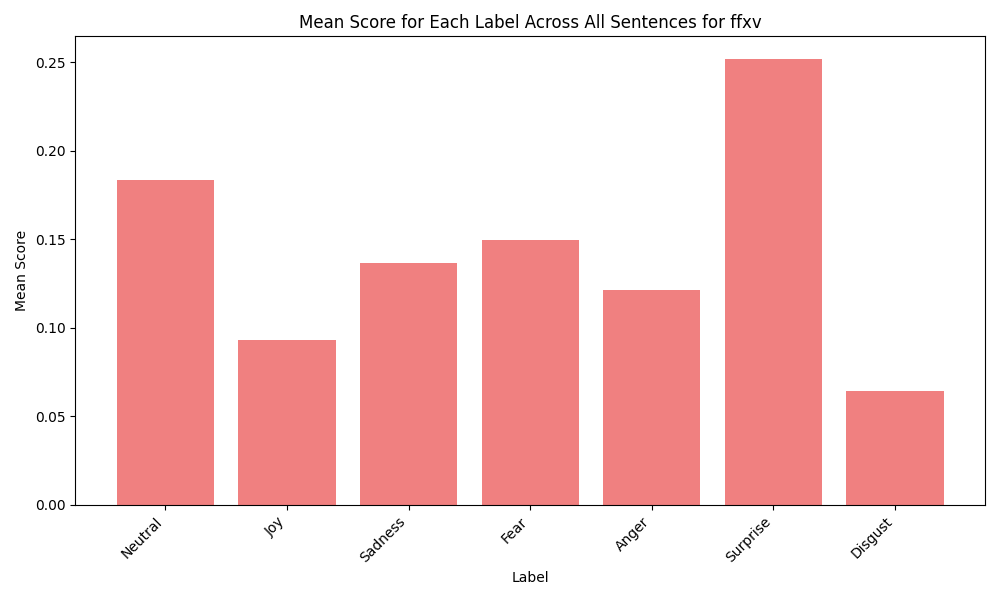 Mean Score for Each Label Across All Sentences for ffxv
0.25
0.20
0.15
0.10
0.05
0.00
Mean Score
Neutral
Joy
Sadness
Fear
Anger
Surprise
Disgust
Label